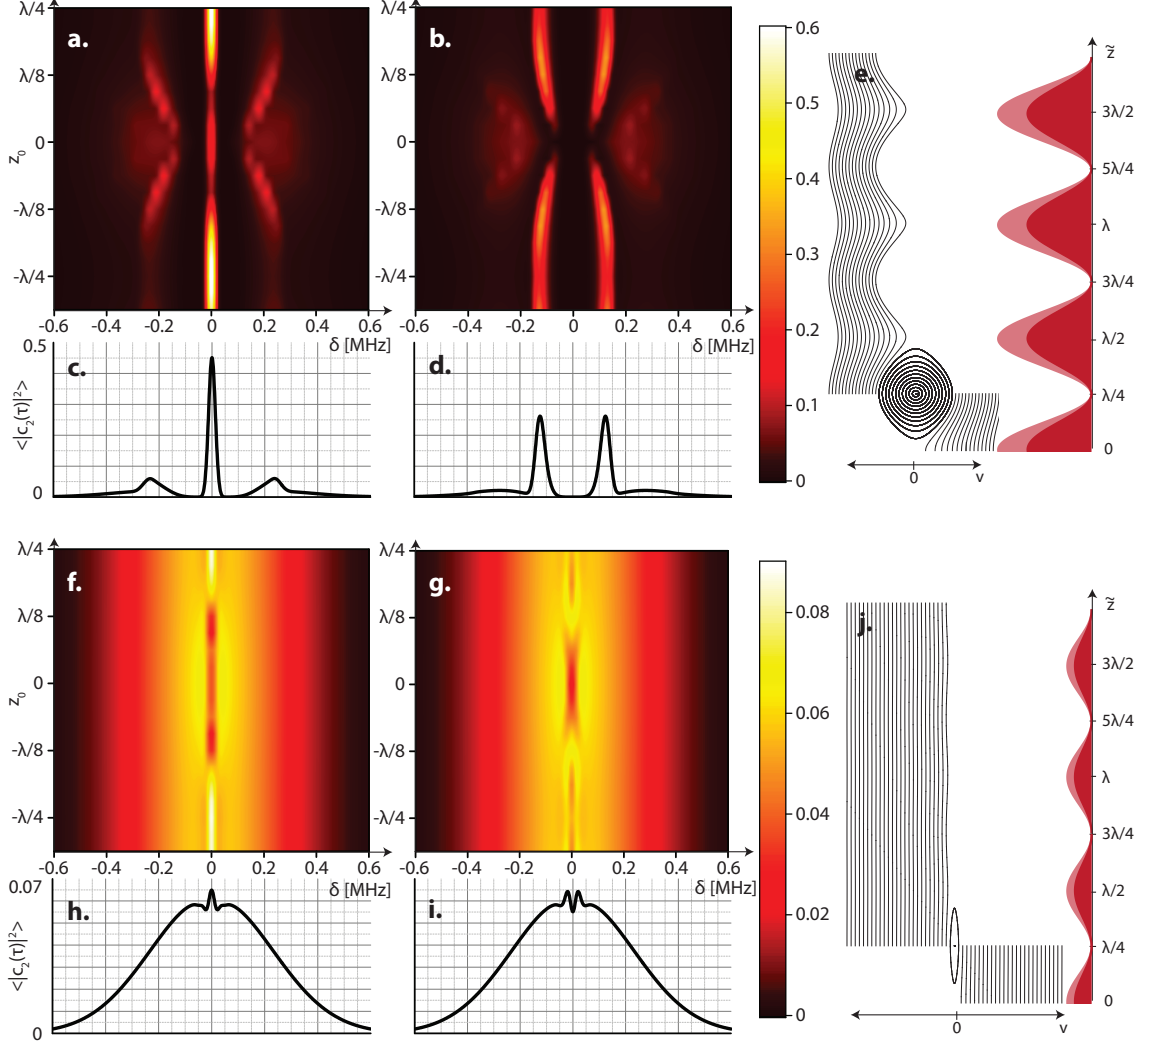 a.
λ/4
λ/8
0
-λ/8
-λ/4
z₀
-0.6
-0.4
-0.2
0
0.2
0.4
0.6
δ [MHz]
b.
λ/4
λ/8
0
-λ/8
-λ/4
-0.6
-0.4
-0.2
0
0.2
0.4
0.6
δ [MHz]
0.6
0.5
0.4
0.3
0.2
0.1
0
c.
0.5
0
<|c₂(τ)|²>
d.
e.
z̃
3λ/2
5λ/4
λ
3λ/4
λ/2
λ/4
0
0
v
f.
λ/4
λ/8
0
-λ/8
-λ/4
z₀
-0.6
-0.4
-0.2
0
0.2
0.4
0.6
δ [MHz]
g.
λ/4
λ/8
0
-λ/8
-λ/4
-0.6
-0.4
-0.2
0
0.2
0.4
0.6
δ [MHz]
0.08
0.06
0.04
0.02
0
h.
0.07
0
<|c₂(τ)|²>
i.
j.
z̃
3λ/2
5λ/4
λ
3λ/4
λ/2
λ/4
0
0
v